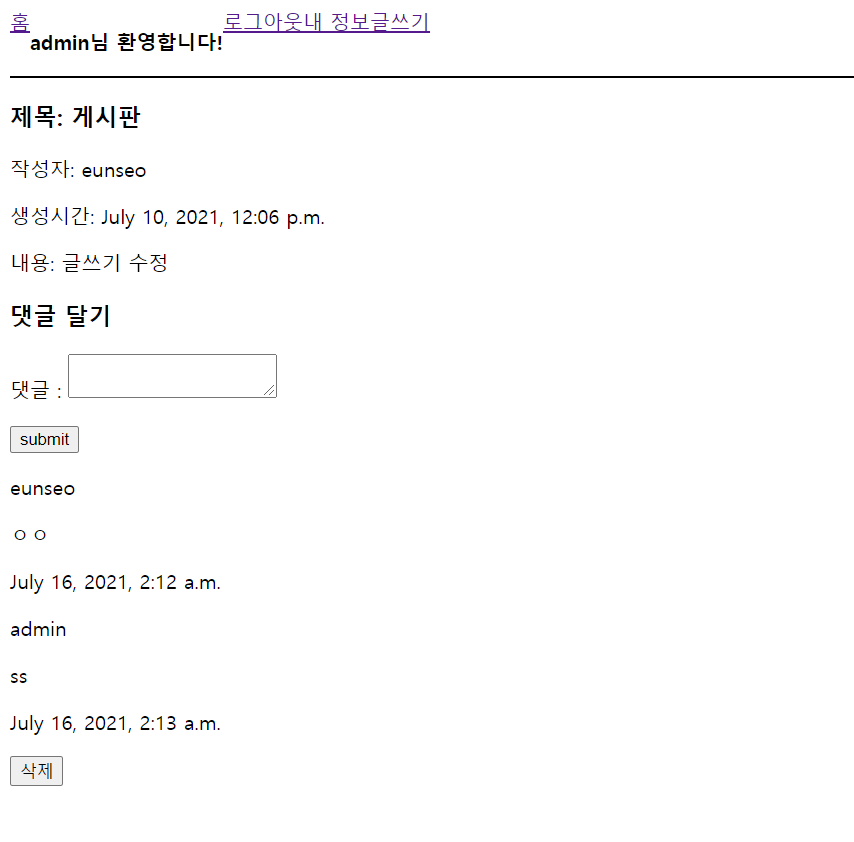 홈 admin님 환영합니다! 로그아웃내 정보글쓰기
제목: 게시판
작성자: eunseo
생성시간: July 10, 2021, 12:06 p.m.
내용: 글쓰기 수정
댓글 달기
댓글 :
submit
eunseo
ㅇㅇ
July 16, 2021, 2:12 a.m.
admin
ss
July 16, 2021, 2:13 a.m.
삭제